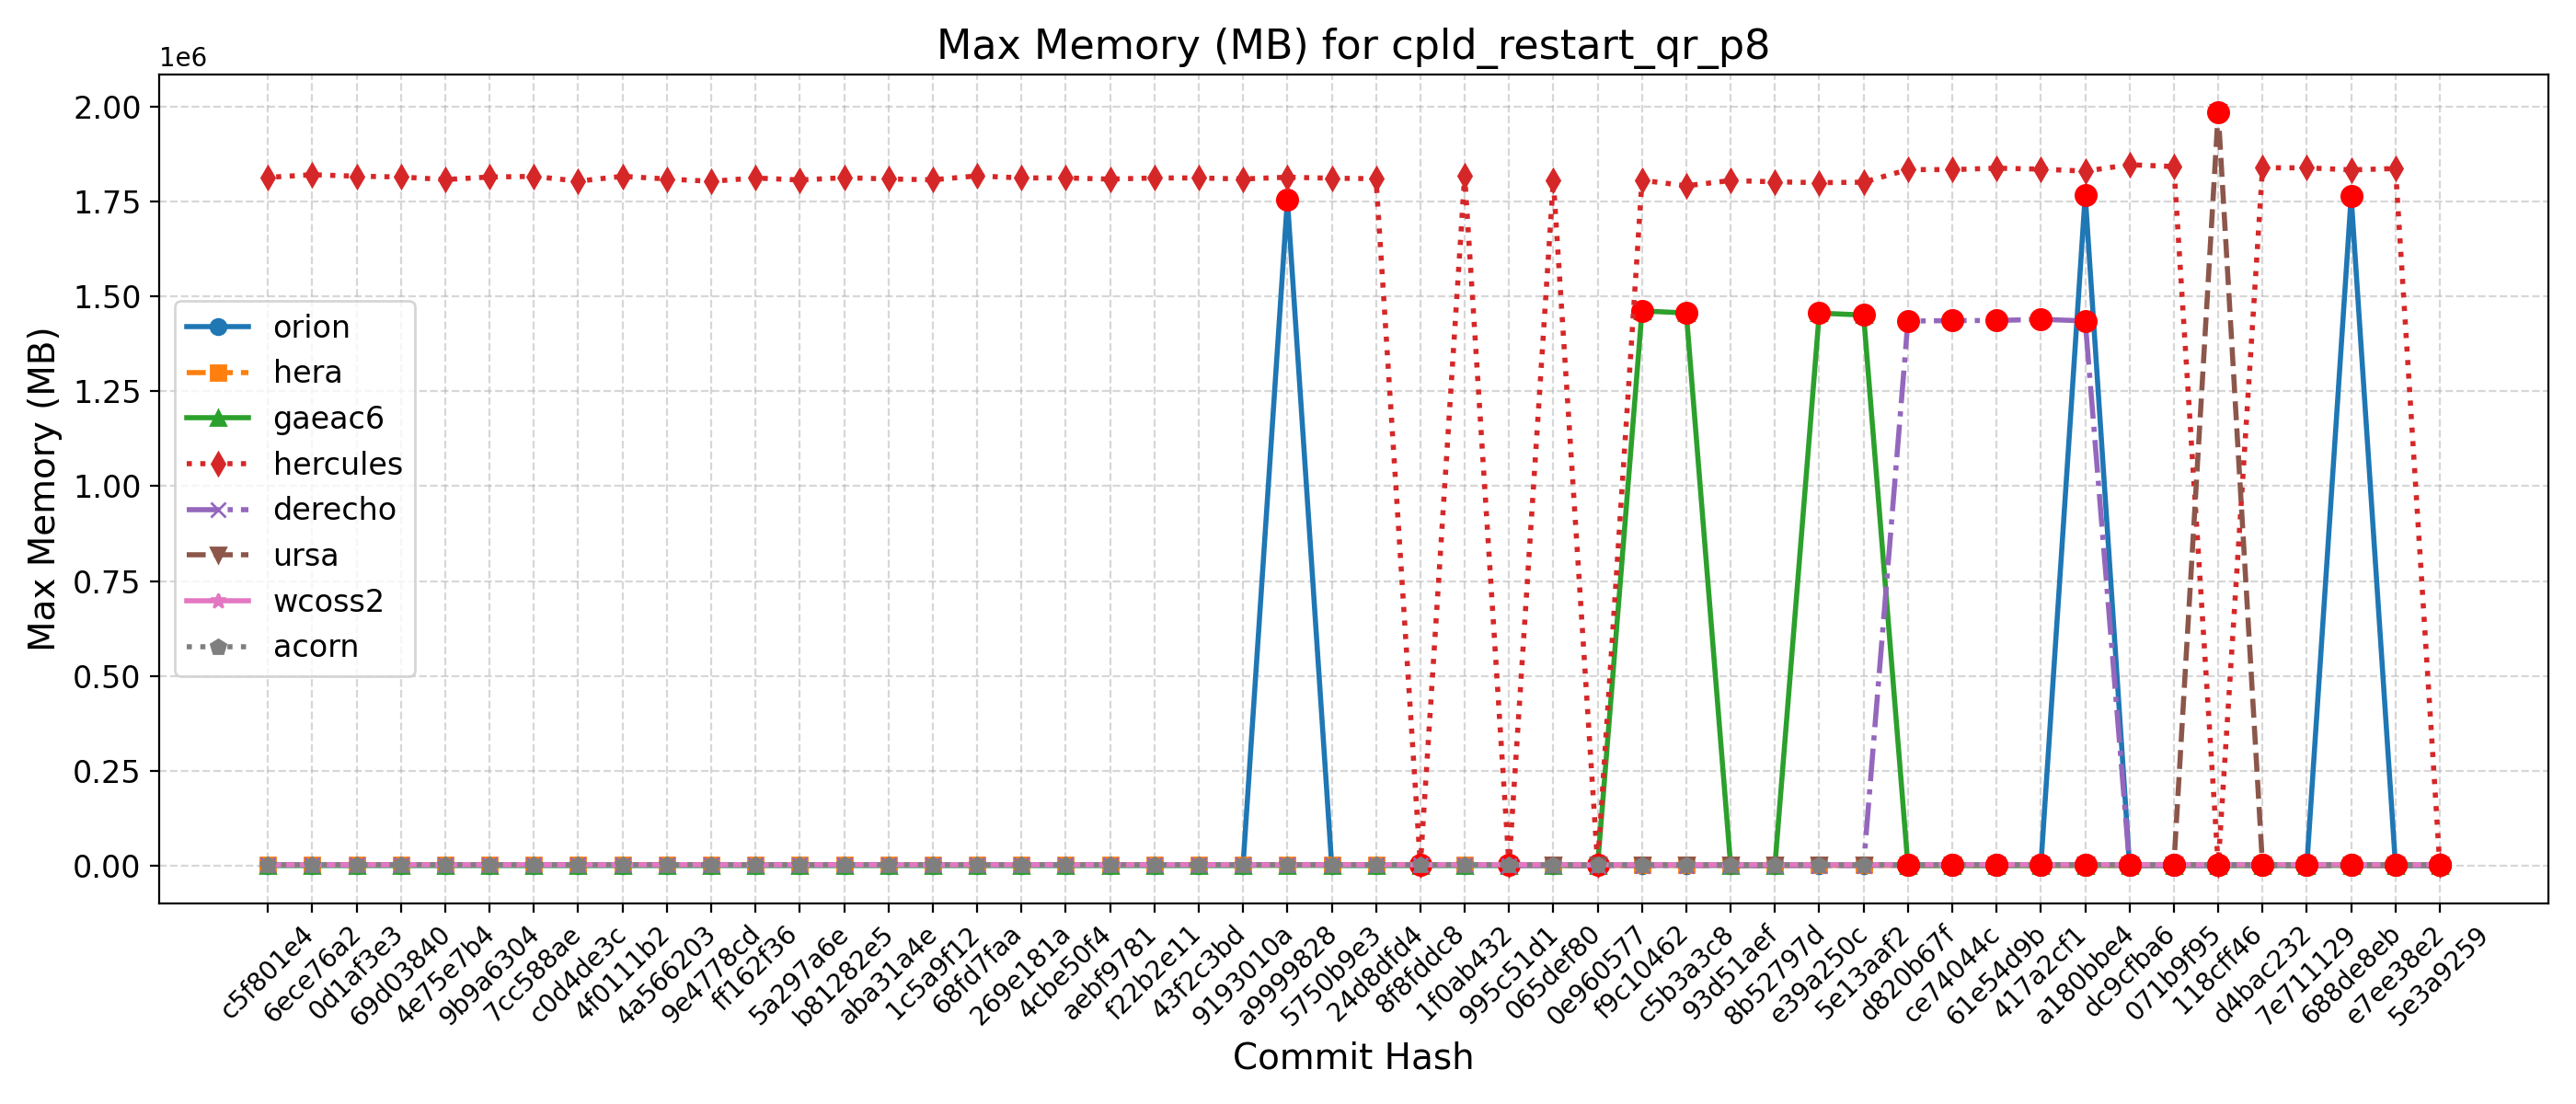 Max Memory (MB) for cpld_restart_qr_p8
1e6
2.00
1.75
1.50
1.25
1.00
0.75
0.50
0.25
0.00
Max Memory (MB)
orion
hera
gaeac6
hercules
derecho
ursa
wcoss2
acorn
c5f801e4
6ece76a2
0d1af3e3
69d03840
4e75e7b4
9b9a6304
7cc588ae
c0d4de3c
4f0111b2
4a566203
9e4778cd
ff162f36
5a297a6e
b81282e5
aba31a4e
1c5a9f12
68fd7faa
269e181a
4cbe50f4
aebf9781
f22b2e11
43f2c3bd
9193010a
a9999828
5750b9e3
24d8dfd4
8f8fddc8
1f0ab432
995c51d1
065def80
0e960577
f9c10462
c5b3a3c8
93d51aef
8b52797d
e39a250c
5e13aaf2
d820b67f
ce74044c
61e54d9b
417a2cf1
a180bbe4
dc9cfba6
071b9f95
118cff46
d4bac232
7e711129
688de8eb
e7ee38e2
5e3a9259
Commit Hash